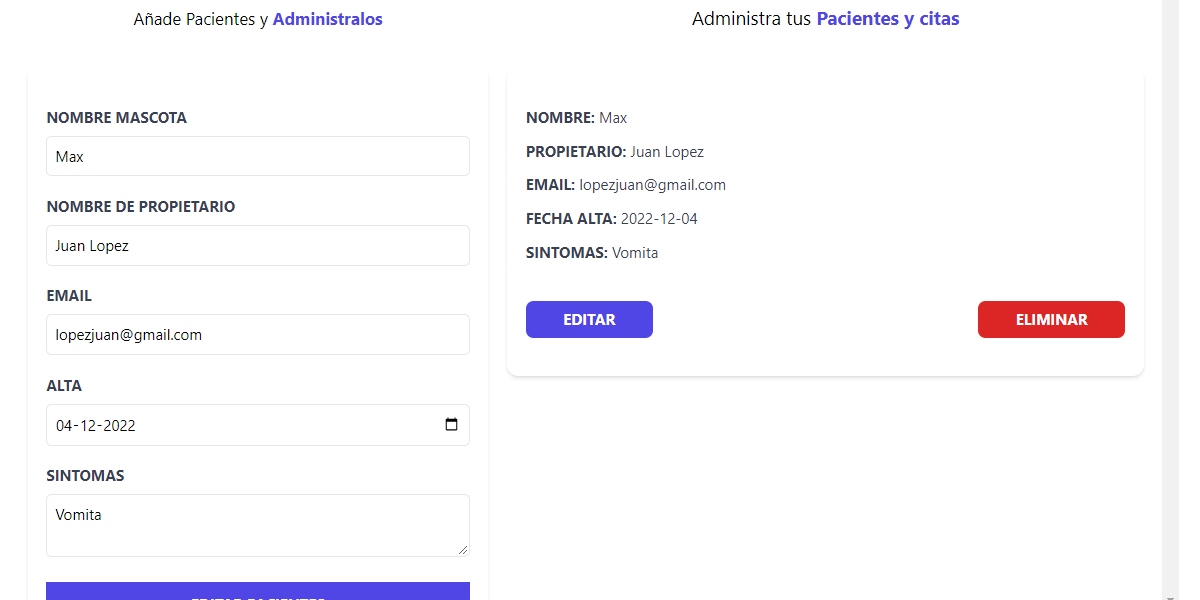 Añade Pacientes y Administralos
NOMBRE MASCOTA
Max
NOMBRE DE PROPIETARIO
Juan Lopez
EMAIL
lopezjuan@gmail.com
ALTA
04-12-2022
SINTOMAS
Vomita
EDITAR PACIENTES
Administra tus Pacientes y citas
NOMBRE: Max
PROPIETARIO: Juan Lopez
EMAIL: lopezjuan@gmail.com
FECHA ALTA: 2022-12-04
SINTOMAS: Vomita
EDITAR
ELIMINAR